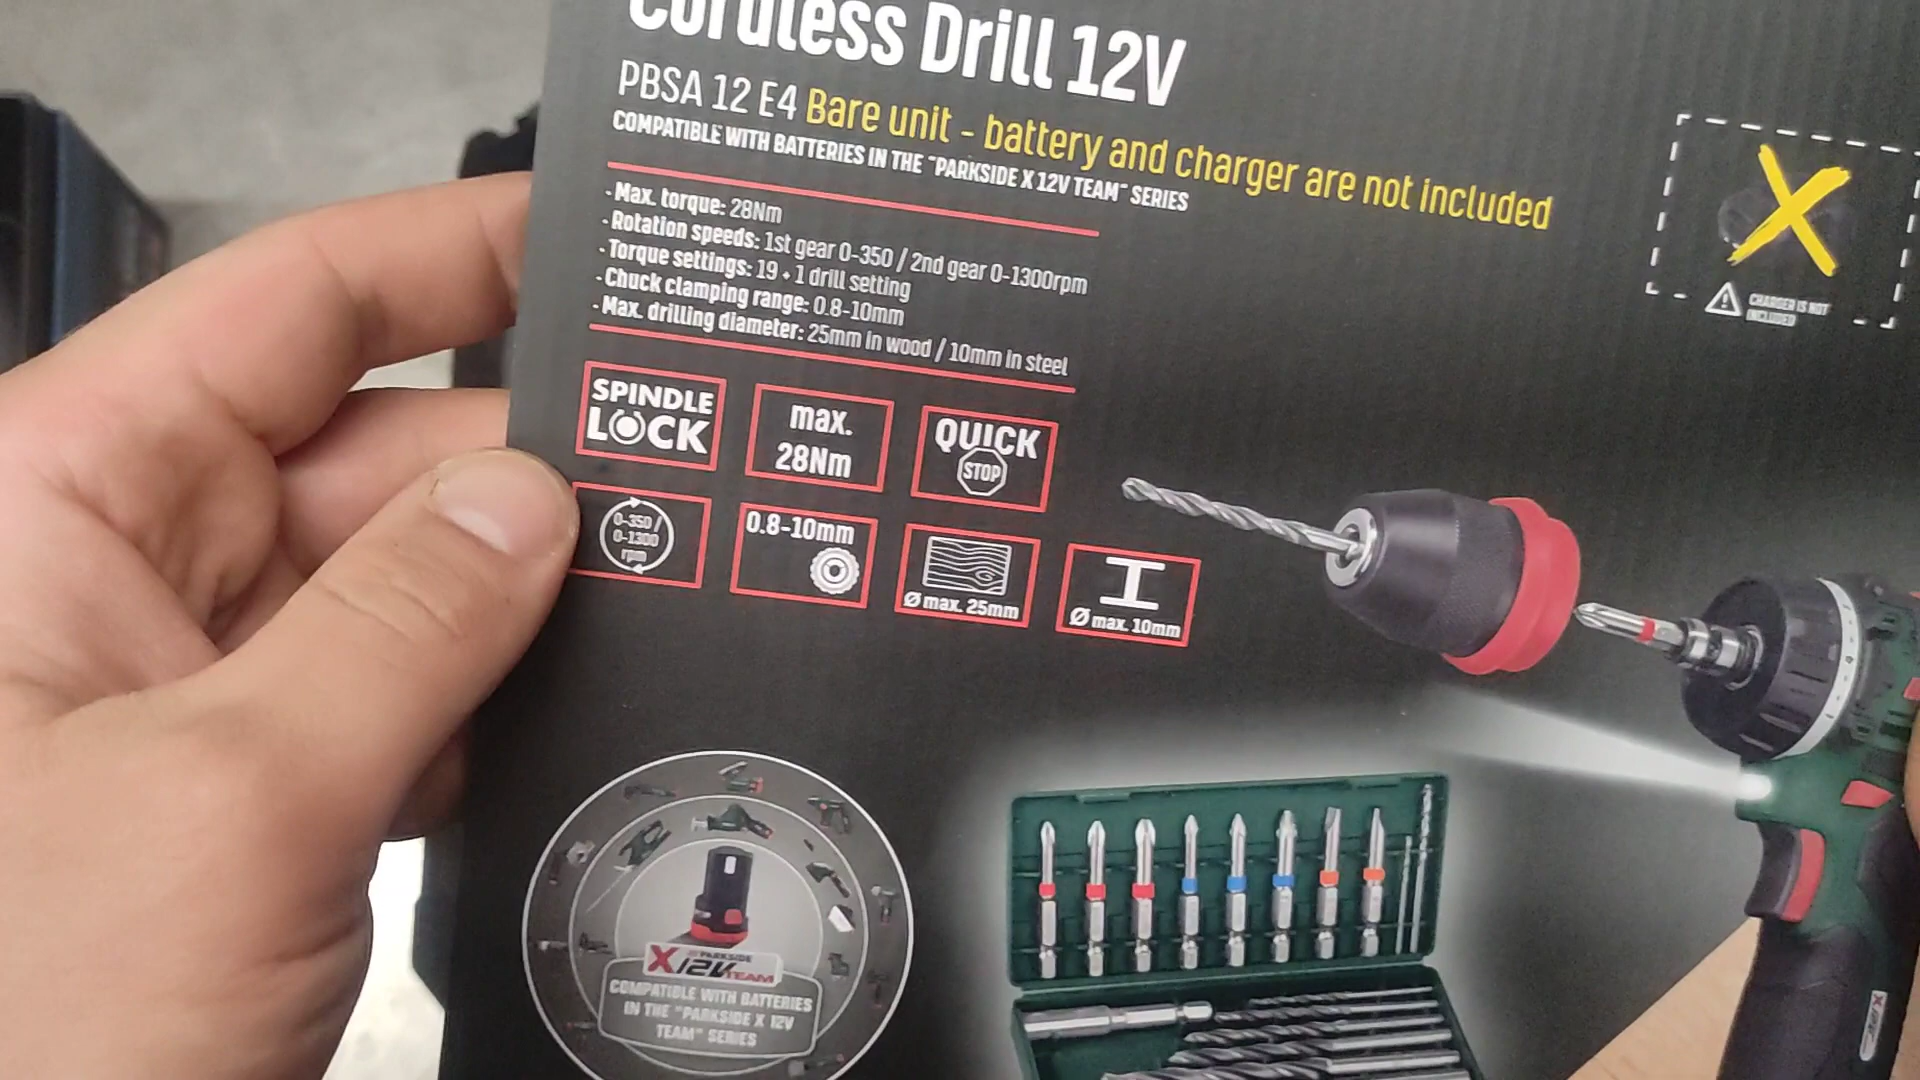 Cordless Drill 12V
PBSA 12 E4 Bare unit - battery and charger are not included
COMPATIBLE WITH BATTERIES IN THE "PARKSIDE X 12V TEAM" SERIES
- Max. torque: 28Nm
- Rotation speeds: 1st gear 0-350 / 2nd gear 0-1300rpm
- Torque settings: 19 + 1 drill setting
- Chuck clamping range: 0.8-10mm
- Max. drilling diameter: 25mm in wood / 10mm in steel
CHARGER IS NOT
INCLUDED
SPINDLE
LOCK
max.
28Nm
QUICK
STOP
0-350 /
0-1300
rpm
0.8-10mm
Ø max. 25mm
Ø max. 10mm
PARKSIDE
X12V TEAM
COMPATIBLE WITH BATTERIES
IN THE "PARKSIDE X 12V
TEAM" SERIES